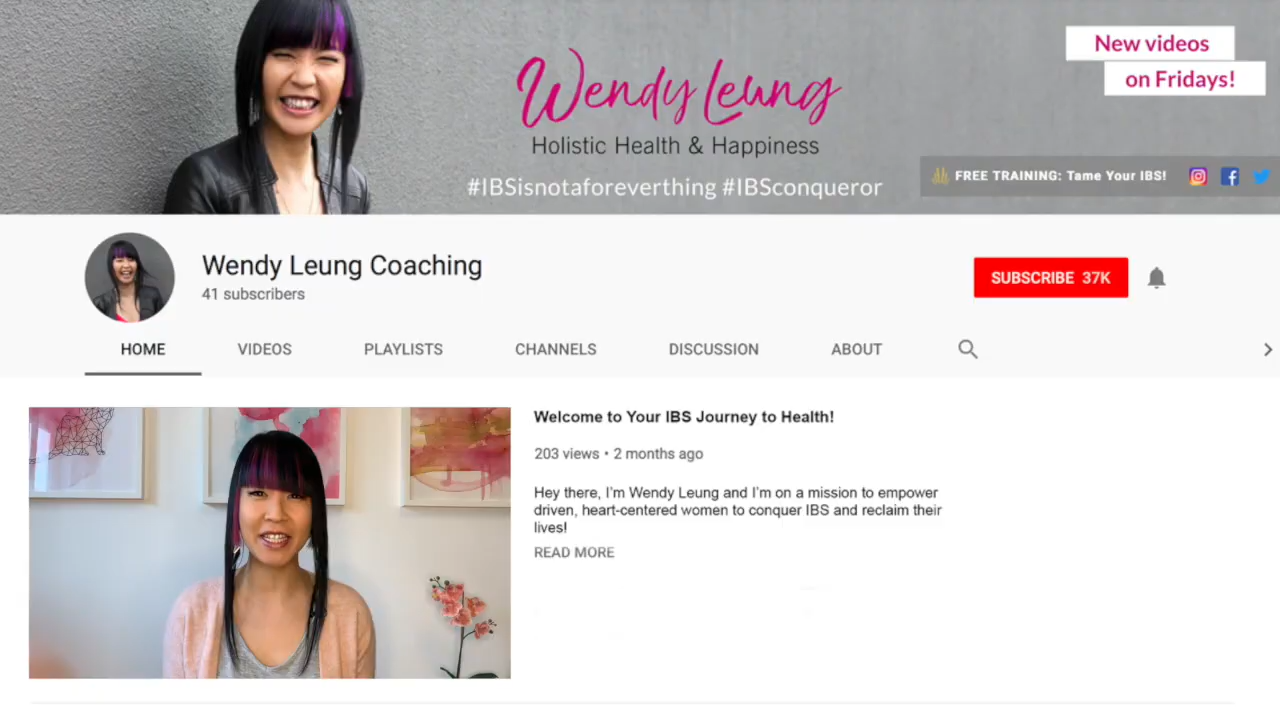 Wendy Leung
Holistic Health & Happiness
#IBSisnotaforeverthing #IBSconqueror
New videos
on Fridays!
FREE TRAINING: Tame Your IBS!
Wendy Leung Coaching
41 subscribers
SUBSCRIBE 37K
HOME VIDEOS PLAYLISTS CHANNELS DISCUSSION ABOUT
Welcome to Your IBS Journey to Health!
203 views • 2 months ago
Hey there, I'm Wendy Leung and I'm on a mission to empower
driven, heart-centered women to conquer IBS and reclaim their
lives!
READ MORE